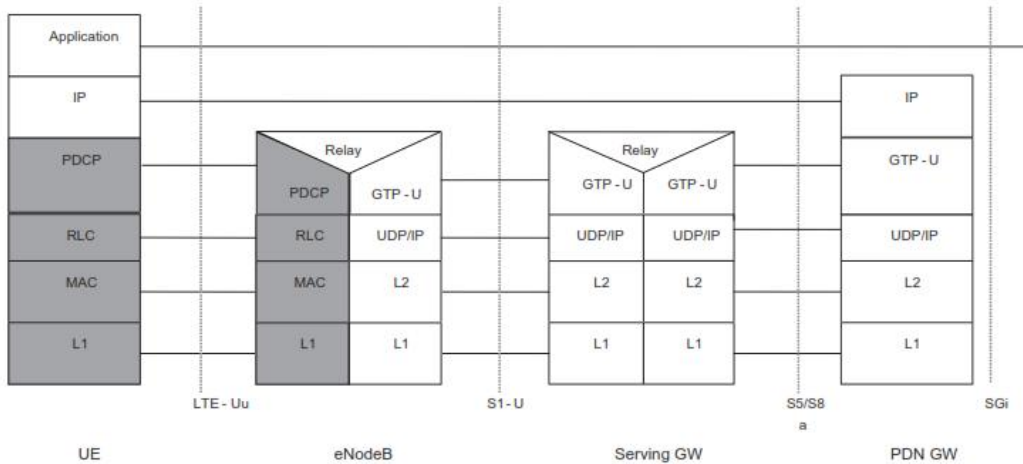 Application
IP
IP
PDCP
Relay
Relay
GTP - U
PDCP
GTP - U
GTP - U
GTP - U
RLC
RLC
UDP/IP
UDP/IP
UDP/IP
UDP/IP
MAC
MAC
L2
L2
L2
L2
L1
L1
L1
L1
L1
L1
LTE - Uu
S1 - U
S5/S8
a
SGi
UE
eNodeB
Serving GW
PDN GW